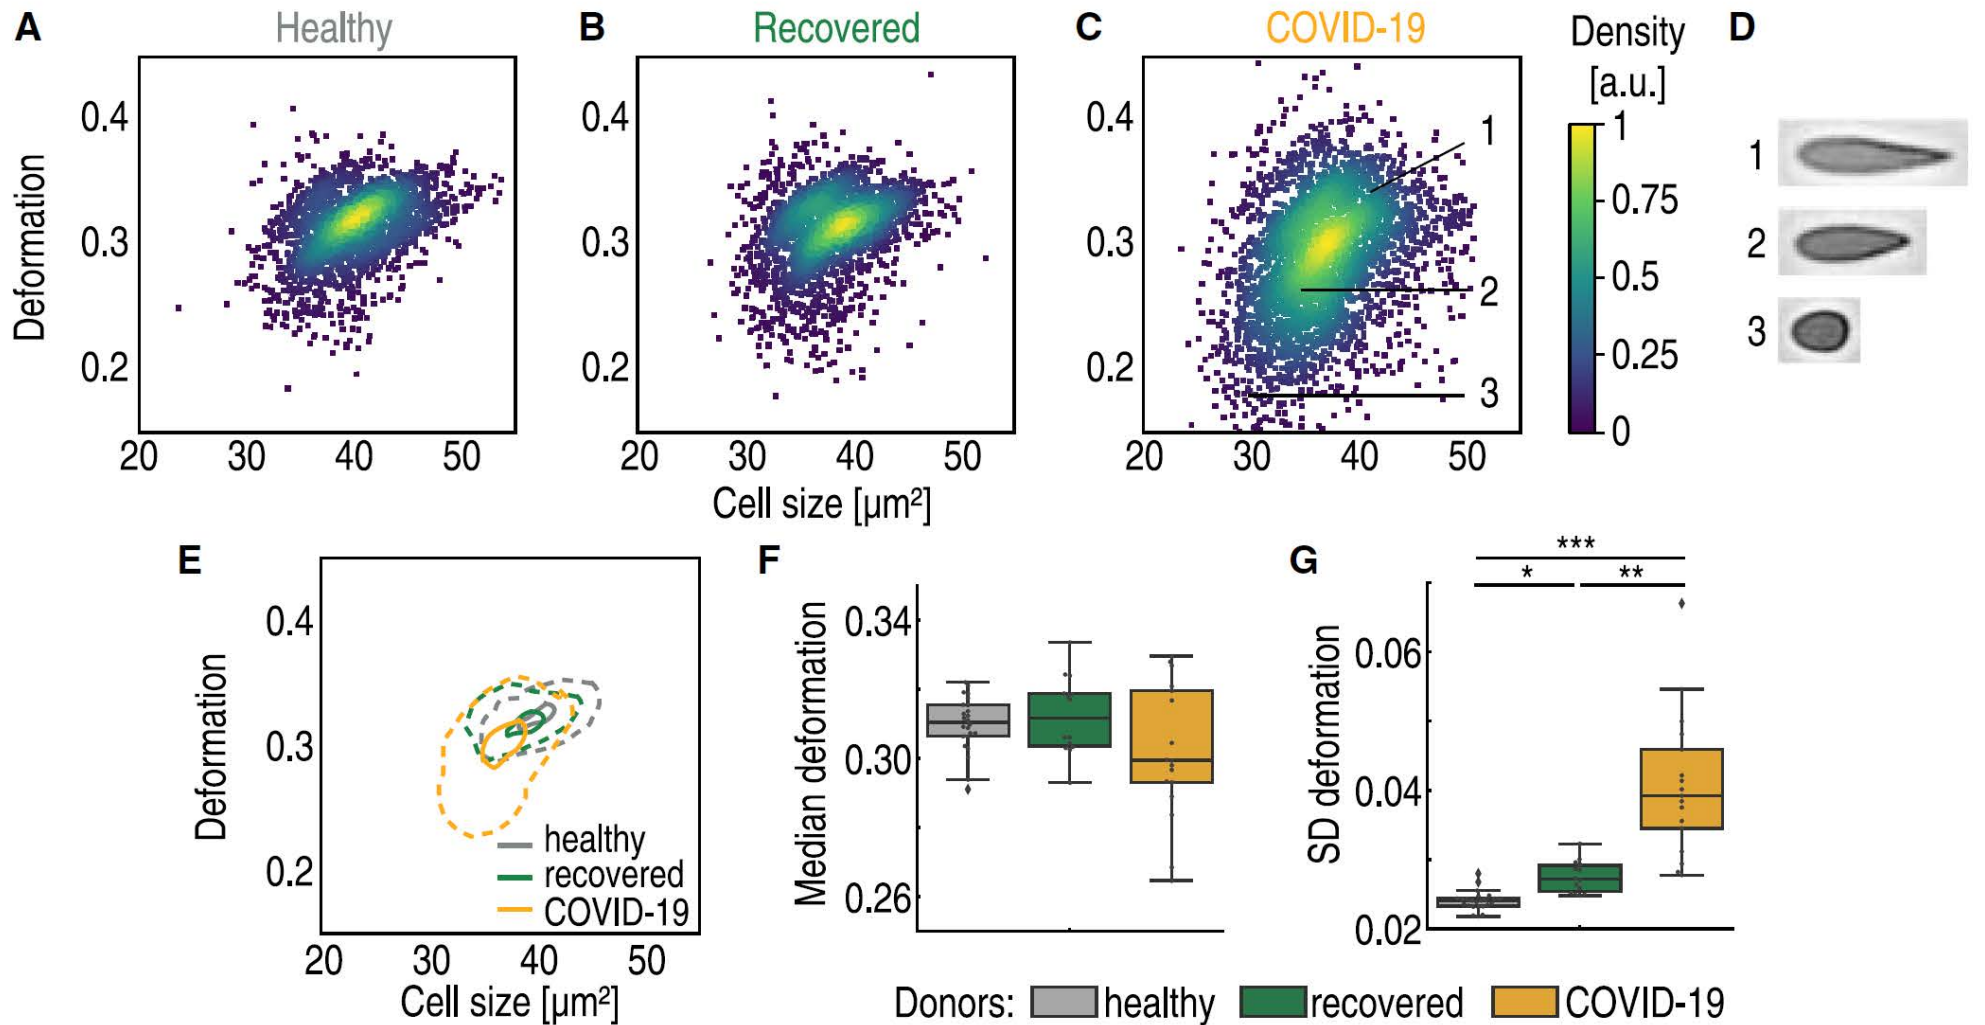 A Healthy
B Recovered
C COVID-19
Density
[a.u.]
D
Deformation
0.4
0.3
0.2
20 30 40 50
0.4
0.3
0.2
20 30 40 50
0.4
0.3
0.2
20 30 40 50
1
2
3
1
0.75
0.5
0.25
0
1
2
3
Cell size [µm²]
E
Deformation
0.4
0.3
0.2
healthy
recovered
COVID-19
20 30 40 50
Cell size [µm²]
F
Median deformation
0.34
0.30
0.26
G
***
* **
SD deformation
0.06
0.04
0.02
Donors: healthy recovered COVID-19